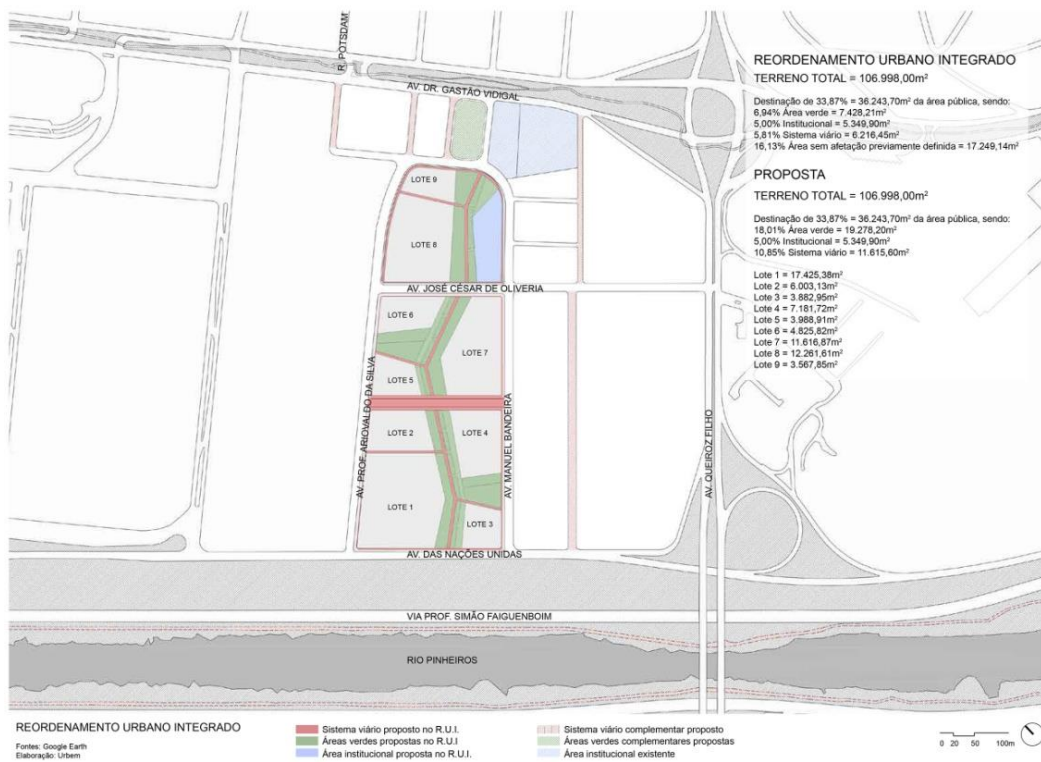 R. POTSDAM
AV. DR. GASTÃO VIDIGAL
LOTE 9
LOTE 8
AV. JOSÉ CÉSAR DE OLIVERIA
LOTE 6
LOTE 7
LOTE 5
LOTE 2
LOTE 4
LOTE 1
LOTE 3
AV. PROF. ARIOVALDO DA SILVA
AV. MANUEL BANDEIRA
AV. QUEIROZ FILHO
AV. DAS NAÇÕES UNIDAS
VIA PROF. SIMÃO FAIGUENBOIM
RIO PINHEIROS
REORDENAMENTO URBANO INTEGRADO
TERRENO TOTAL = 106.998,00m²
Destinação de 33,87% = 36.243,70m² da área pública, sendo:
6,94% Área verde = 7.428,21m²
5,00% Institucional = 5.349,90m²
5,81% Sistema viário = 6.216,45m²
16,13% Área sem afetação previamente definida = 17.249,14m²
PROPOSTA
TERRENO TOTAL = 106.998,00m²
Destinação de 33,87% = 36.243,70m² da área pública, sendo:
18,01% Área verde = 19.278,20m²
5,00% Institucional = 5.349,90m²
10,85% Sistema viário = 11.615,60m²
Lote 1 = 17.425,38m²
Lote 2 = 6.003,13m²
Lote 3 = 3.882,95m²
Lote 4 = 7.181,72m²
Lote 5 = 3.988,91m²
Lote 6 = 4.825,82m²
Lote 7 = 11.616,87m²
Lote 8 = 12.261,61m²
Lote 9 = 3.567,85m²
REORDENAMENTO URBANO INTEGRADO
Fontes: Google Earth
Elaboração: Urbem
Sistema viário proposto no R.U.I.
Áreas verdes propostas no R.U.I
Área institucional proposta no R.U.I.
Sistema viário complementar proposto
Áreas verdes complementares propostas
Área institucional existente
0 20 50 100m